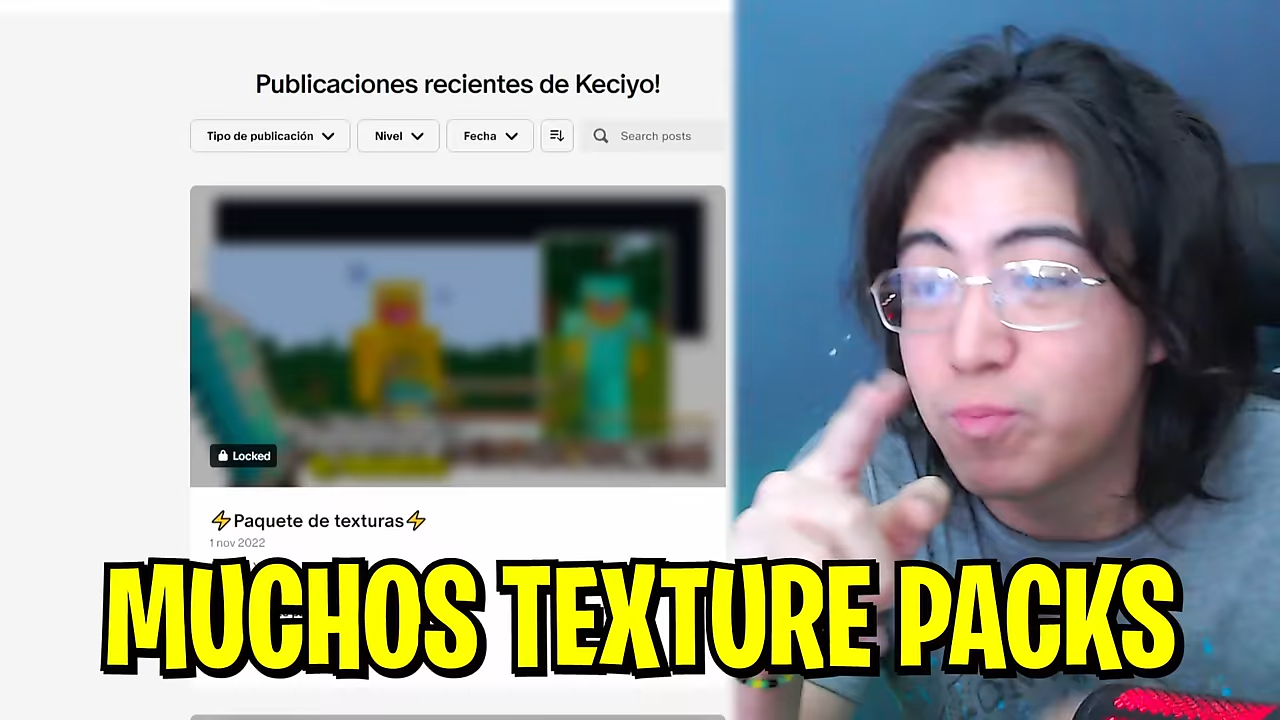 Publicaciones recientes de Keciyo!
Tipo de publicación
Nivel
Fecha
Search posts
Locked
⚡Paquete de texturas⚡
1 nov 2022
MUCHOS TEXTURE PACKS